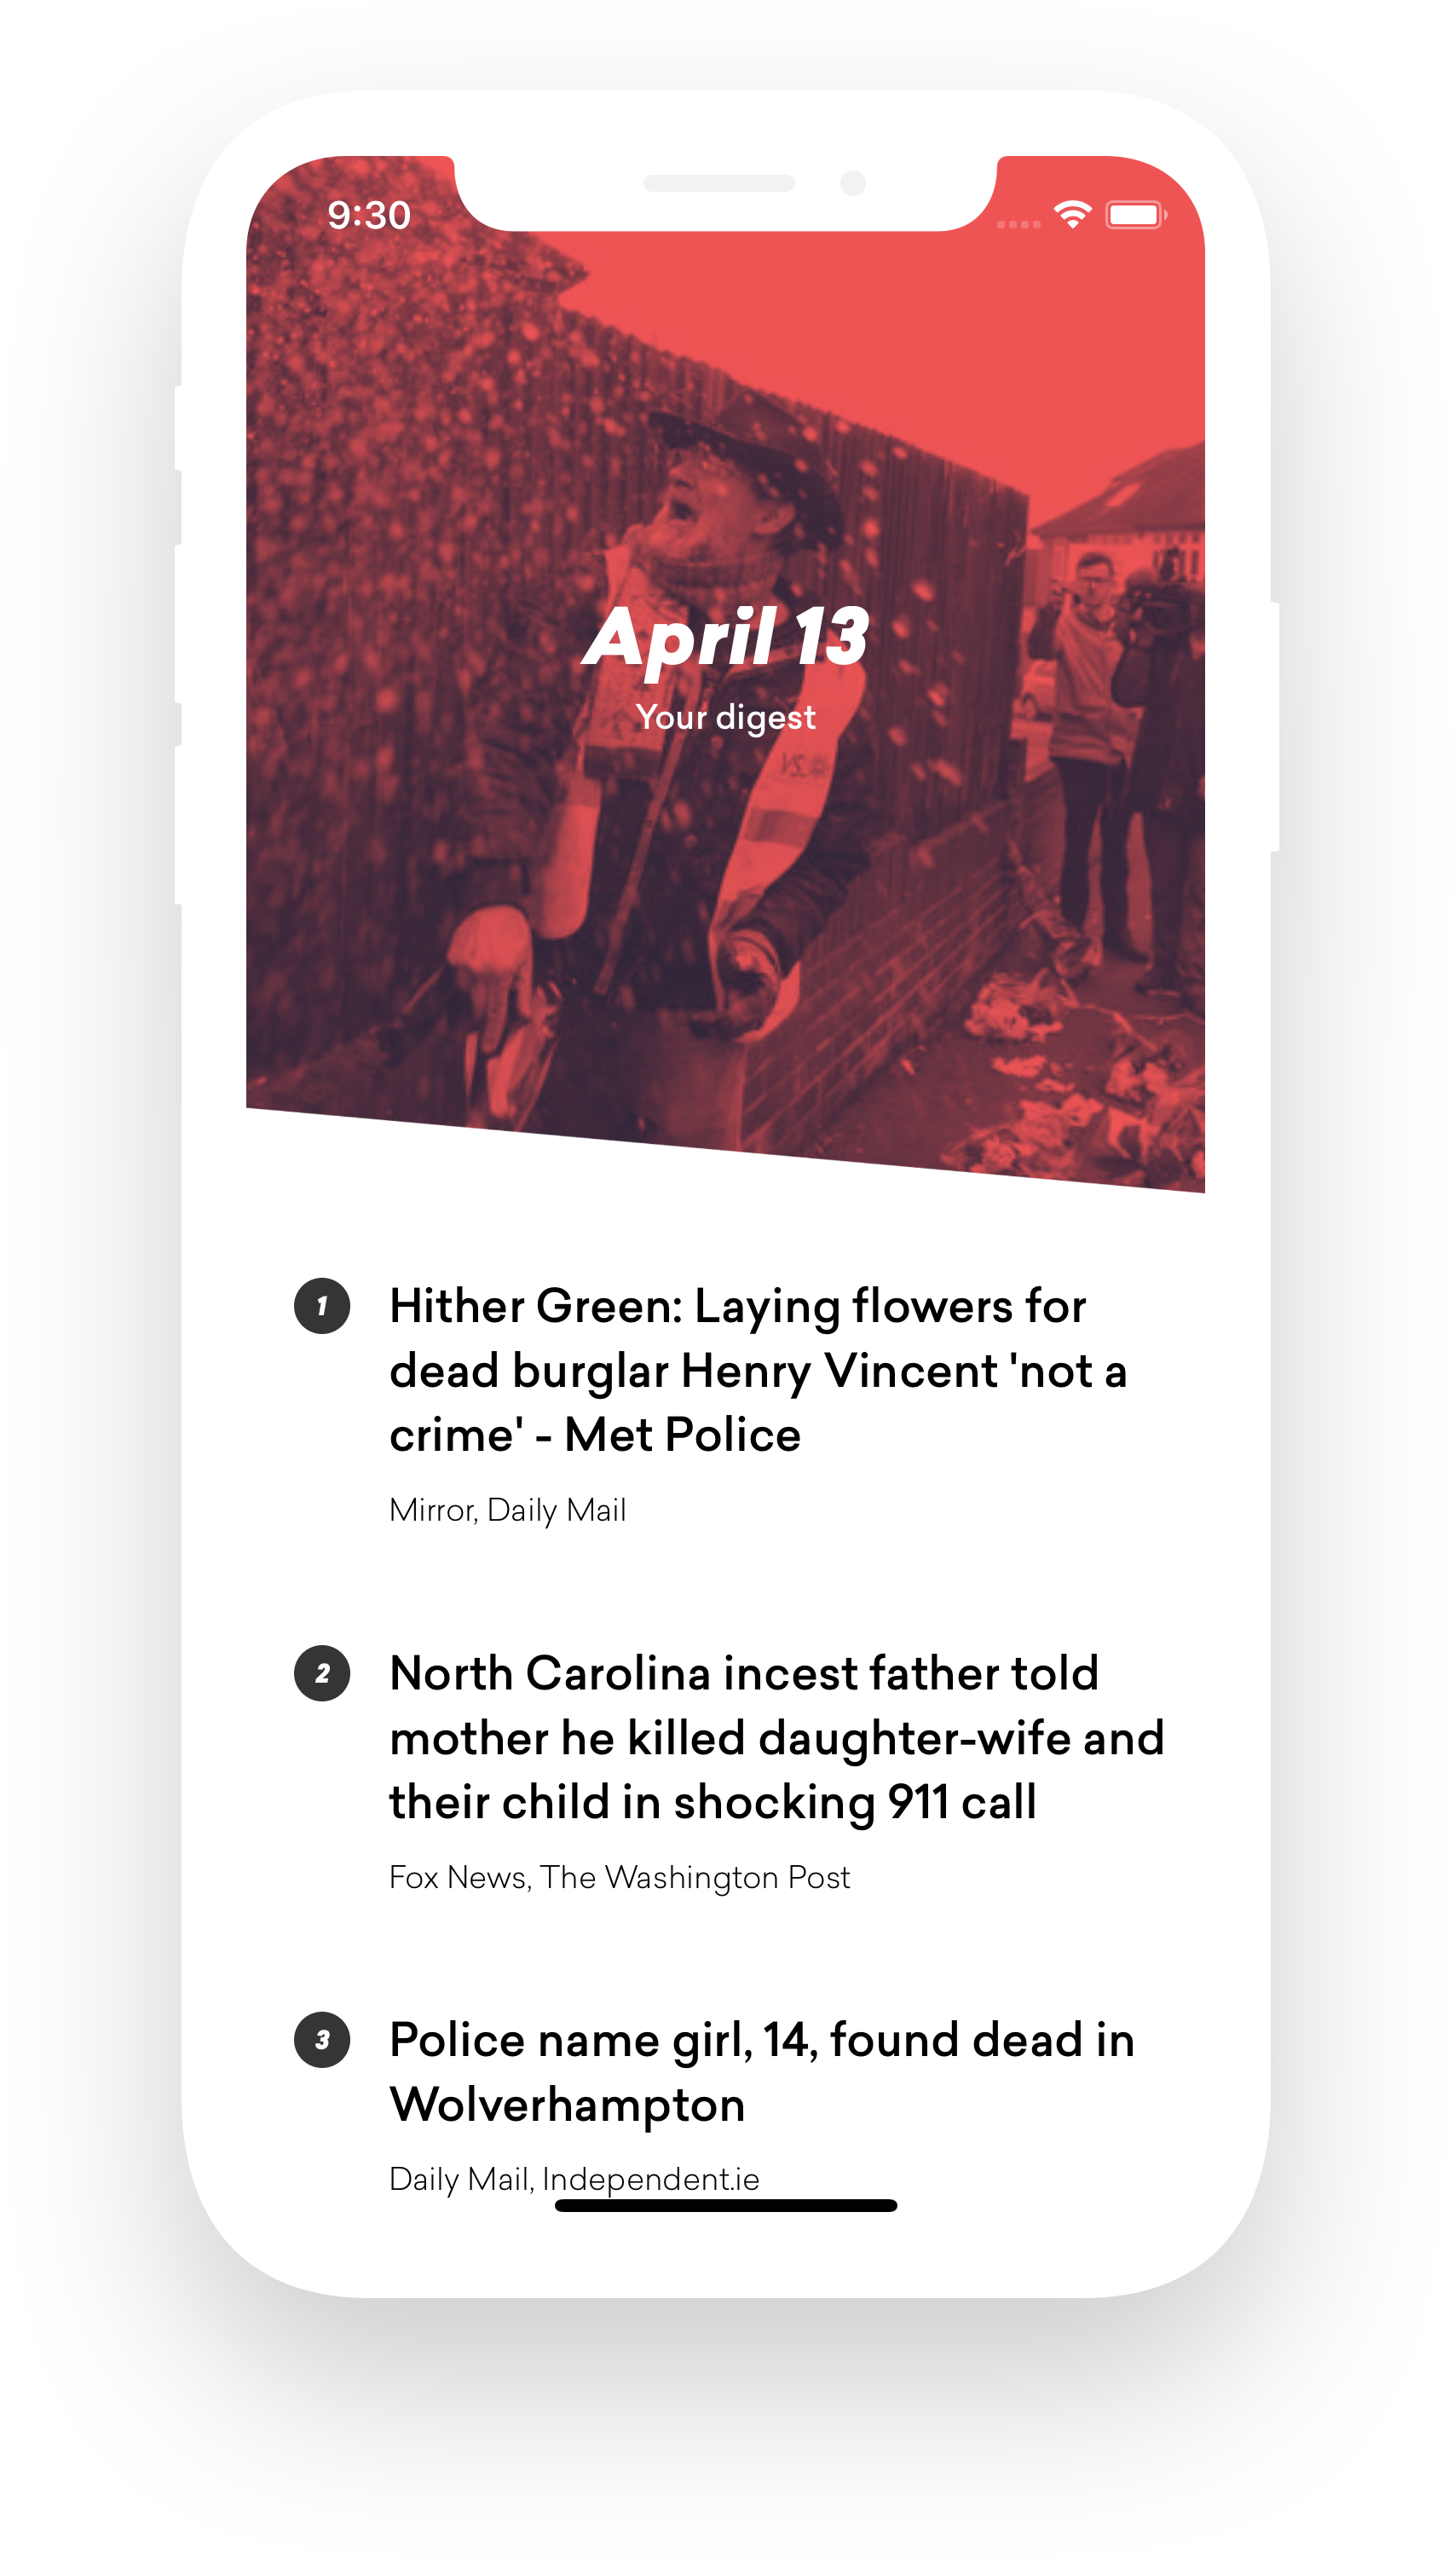 9:30
April 13
Your digest
1
Hither Green: Laying flowers for
dead burglar Henry Vincent 'not a
crime' - Met Police
Mirror, Daily Mail
2
North Carolina incest father told
mother he killed daughter-wife and
their child in shocking 911 call
Fox News, The Washington Post
3
Police name girl, 14, found dead in
Wolverhampton
Daily Mail, Independent.ie